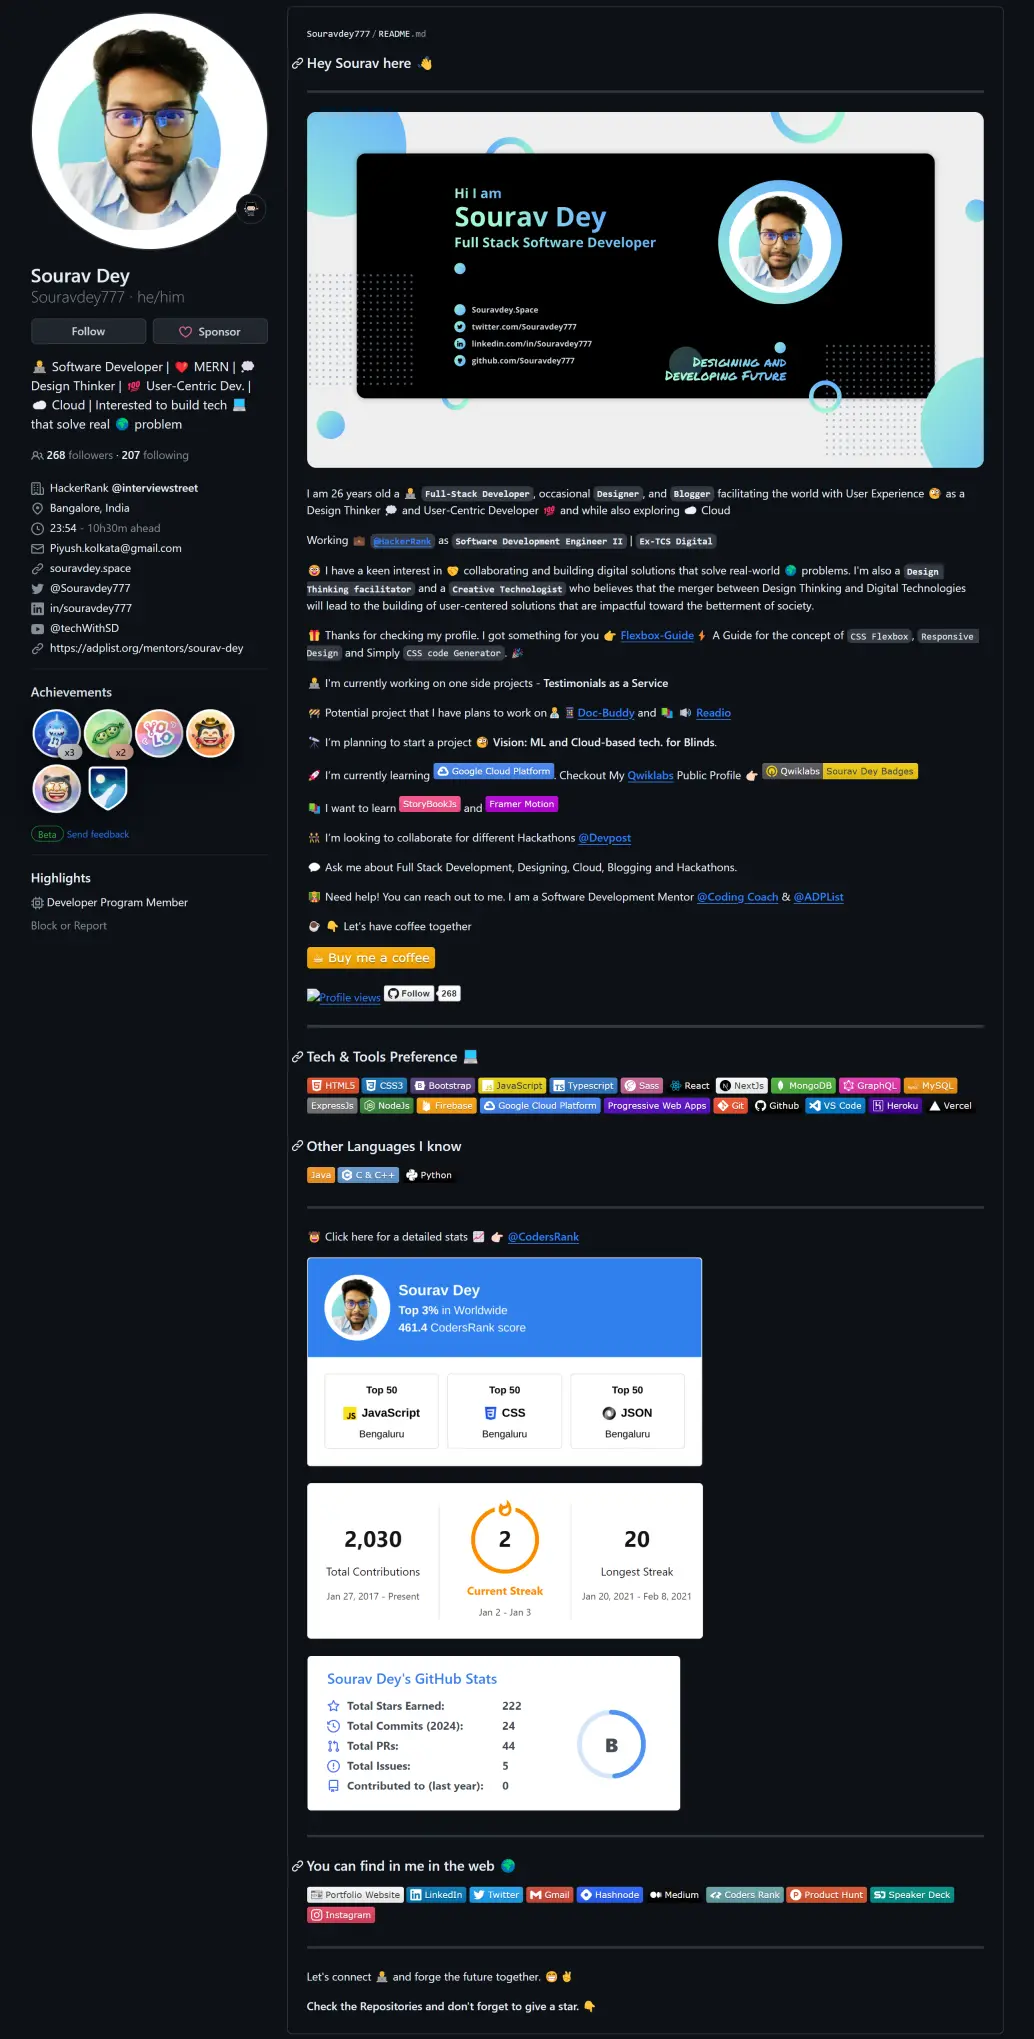 Sourav Dey
Souravdey777 · he/him
Follow
Sponsor
Software Developer | ❤️ MERN | 💭
Design Thinker | 💯 User-Centric Dev. |
☁️ Cloud | Interested to build tech 💻
that solve real 🌍 problem
268 followers · 207 following
HackerRank @interviewstreet
Bangalore, India
23:54 - 10h30m ahead
Piyush.kolkata@gmail.com
souravdey.space
@Souravdey777
in/souravdey777
@techWithSD
https://adplist.org/mentors/sourav-dey
Achievements
x3
x2
YOLO
Beta Send feedback
Highlights
Developer Program Member
Block or Report
Souravdey777/README.md
Hey Sourav here 👋
Hi I am
Sourav Dey
Full Stack Software Developer
Souravdey.Space
twitter.com/Souravdey777
linkedin.com/in/Souravdey777
github.com/Souravdey777
Designing and
Developing Future
I am 26 years old a 👨‍💻 Full-Stack Developer, occasional Designer, and Blogger facilitating the world with User Experience 🧐 as a
Design Thinker 💭 and User-Centric Developer 💯 and while also exploring ☁️ Cloud
Working 💼 @HackerRank as Software Development Engineer II | Ex-TCS Digital
I have a keen interest in 🤝 collaborating and building digital solutions that solve real-world 🌍 problems. I'm also a Design
Thinking facilitator and a Creative Technologist who believes that the merger between Design Thinking and Digital Technologies
will lead to the building of user-centered solutions that are impactful toward the betterment of society.
🎁 Thanks for checking my profile. I got something for you 👉 Flexbox-Guide ⚡ A Guide for the concept of CSS Flexbox, Responsive
Design and Simply CSS code Generator. 🎉
👨‍💻 I'm currently working on one side projects - Testimonials as a Service
🚧 Potential project that I have plans to work on Doc-Buddy and 📚 🔊 Readio
🔭 I'm planning to start a project 🧐 Vision: ML and Cloud-based tech. for Blinds.
🚀 I'm currently learning Google Cloud Platform. Checkout My Qwiklabs Public Profile 👉🏻 Qwiklabs Sourav Dey Badges
📚 I want to learn StoryBookJs and Framer Motion
I'm looking to collaborate for different Hackathons @Devpost
💬 Ask me about Full Stack Development, Designing, Cloud, Blogging and Hackathons.
Need help! You can reach out to me. I am a Software Development Mentor @Coding Coach & @ADPList
☕ 👇 Let's have coffee together
Buy me a coffee
Profile views Follow 268
Tech & Tools Preference 💻
HTML5 CSS3 Bootstrap JavaScript Typescript Sass React NextJs MongoDB GraphQL MySQL
ExpressJs NodeJs Firebase Google Cloud Platform Progressive Web Apps Git Github VS Code Heroku Vercel
Other Languages I know
Java C & C++ Python
Click here for a detailed stats 📈 👉🏻 @CodersRank
Sourav Dey
Top 3% in Worldwide
461.4 CodersRank score
Top 50 Top 50 Top 50
JS JavaScript CSS JSON
Bengaluru Bengaluru Bengaluru
2,030 2 20
Total Contributions Current Streak Longest Streak
Jan 27, 2017 - Present Jan 2 - Jan 3 Jan 20, 2021 - Feb 8, 2021
Sourav Dey's GitHub Stats
Total Stars Earned: 222
Total Commits (2024): 24
Total PRs: 44
Total Issues: 5
Contributed to (last year): 0
B
You can find in me in the web 🌍
Portfolio Website LinkedIn Twitter Gmail Hashnode Medium Coders Rank Product Hunt Speaker Deck
Instagram
Let's connect 👨‍💻 and forge the future together. 😁✌️
Check the Repositories and don't forget to give a star. 👇